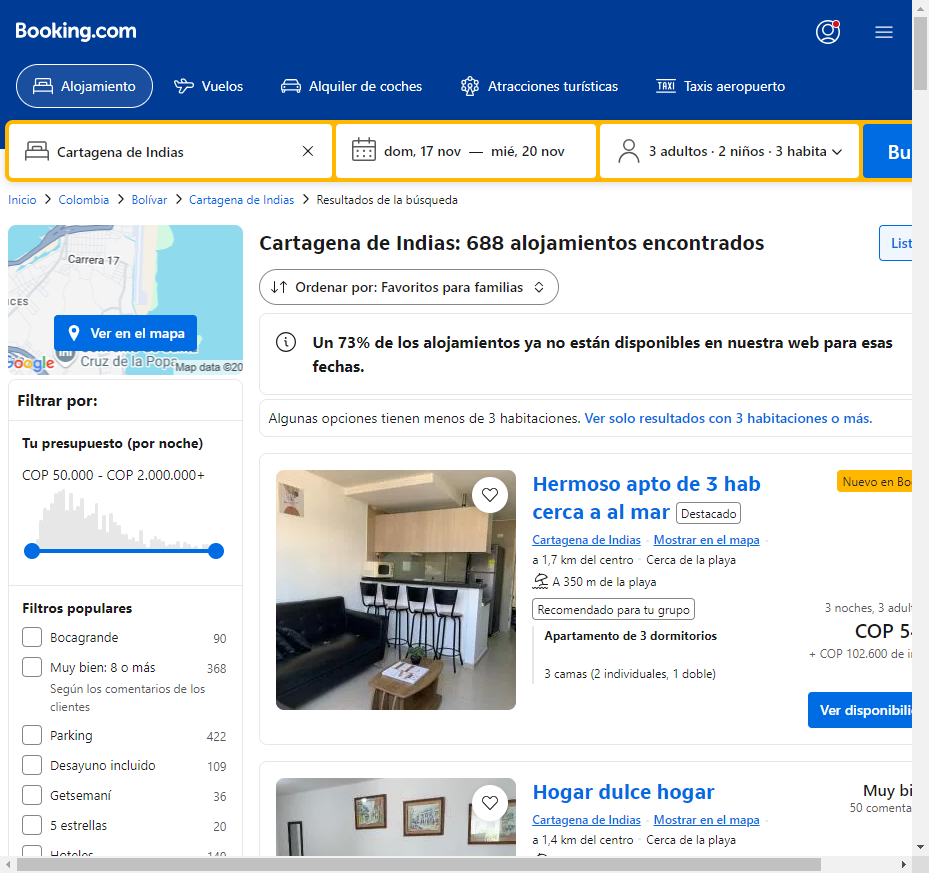 Booking.com
Alojamiento
Vuelos
Alquiler de coches
Atracciones turísticas
TAXI
Taxis aeropuerto
Cartagena de Indias
dom, 17 nov — mié, 20 nov
3 adultos · 2 niños · 3 habita
Bu
Inicio
Colombia
Bolívar
Cartagena de Indias
Resultados de la búsqueda
Carrera 17
Ver en el mapa
Cruz de la Popa
Google
Map data ©20
Cartagena de Indias: 688 alojamientos encontrados
List
Ordenar por: Favoritos para familias
Un 73% de los alojamientos ya no están disponibles en nuestra web para esas
fechas.
Algunas opciones tienen menos de 3 habitaciones. Ver solo resultados con 3 habitaciones o más.
Filtrar por:
Tu presupuesto (por noche)
COP 50.000 - COP 2.000.000+
Filtros populares
Bocagrande 90
Muy bien: 8 o más 368
Según los comentarios de los
clientes
Parking 422
Desayuno incluido 109
Getsemaní 36
5 estrellas 20
Hoteles 140
Hermoso apto de 3 hab
cerca a al mar Destacado
Nuevo en Bo
Cartagena de Indias · Mostrar en el mapa ·
a 1,7 km del centro · Cerca de la playa
A 350 m de la playa
Recomendado para tu grupo
Apartamento de 3 dormitorios
3 camas (2 individuales, 1 doble)
3 noches, 3 adult
COP 54
+ COP 102.600 de i
Ver disponibili
Hogar dulce hogar
Muy bi
50 comenta
Cartagena de Indias · Mostrar en el mapa ·
a 1,4 km del centro · Cerca de la playa